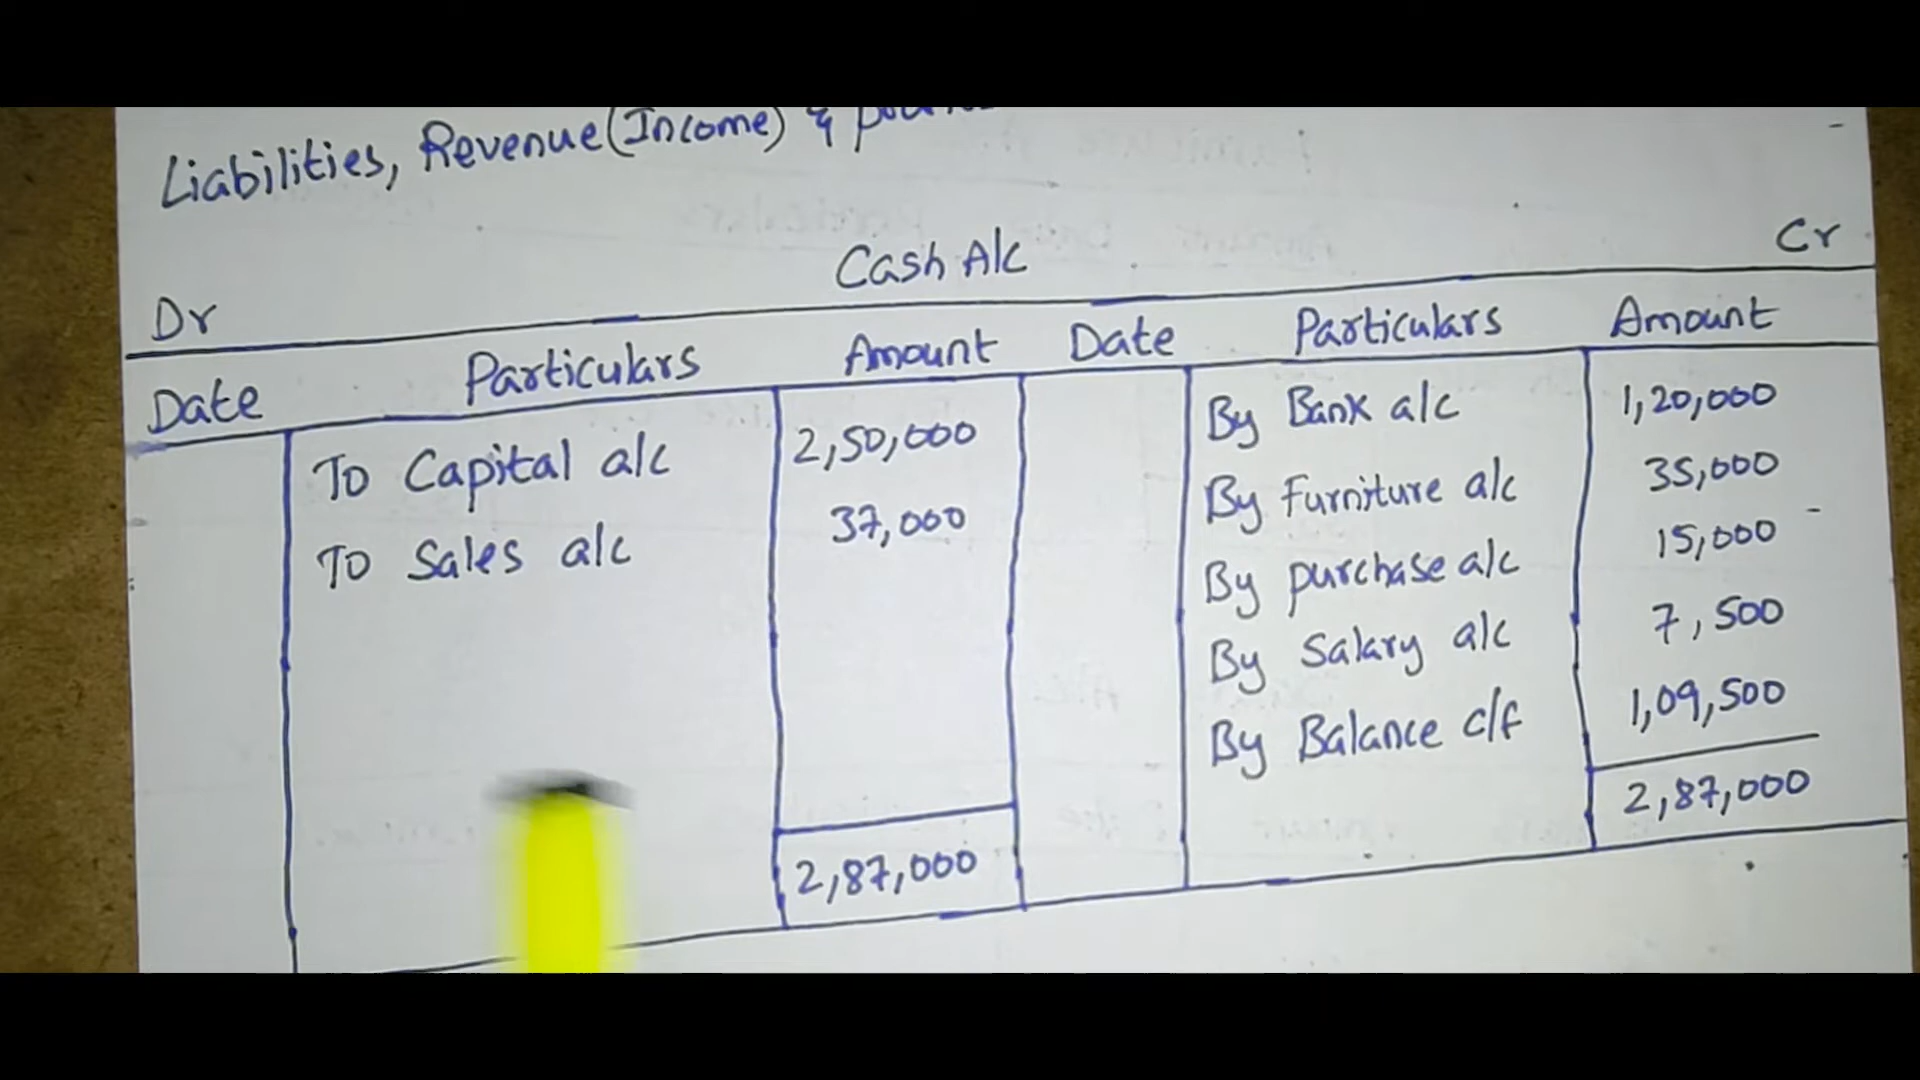 Liabilities, Revenue(Income) &
Cash A/c
Dr Cr
Date Particulars Amount Date Particulars Amount
To Capital a/c 2,50,000 By Bank a/c 1,20,000
To Sales a/c 37,000 By Furniture a/c 35,000
By purchase a/c 15,000
By Salary a/c 7,500
By Balance c/f 1,09,500
2,87,000 2,87,000